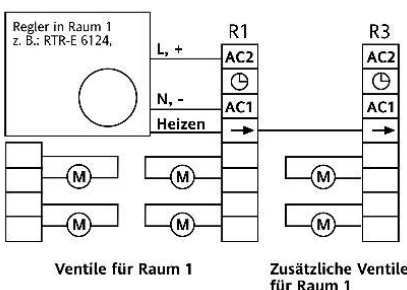 Regler in Raum 1
z. B.: RTR-E 6124,
L, +
N, -
Heizen
R1
AC2
AC1
R3
AC2
AC1
M
M
M
M
M
M
Ventile für Raum 1
Zusätzliche Ventile
für Raum 1